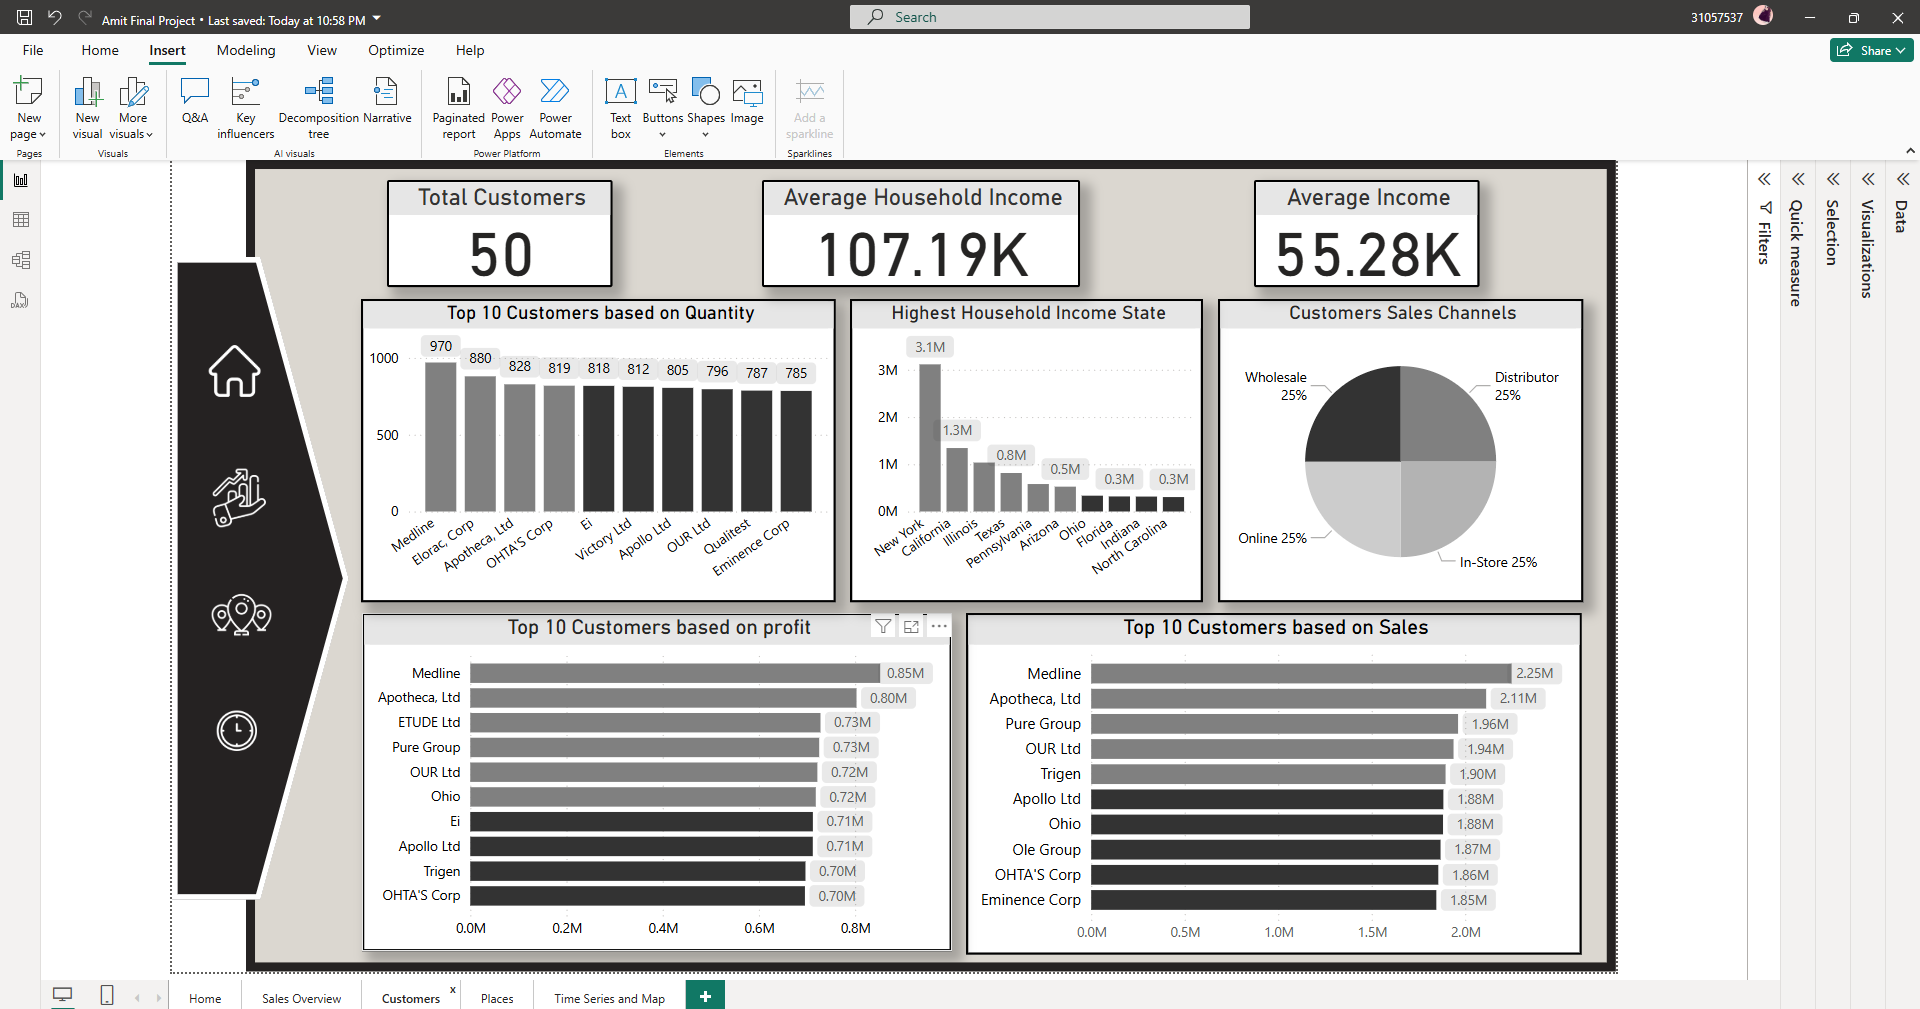 Amit Final Project • Last saved: Today at 10:58 PM
Search
31057537
File
Home
Insert
Modeling
View
Optimize
Help
Share
New page
New visual
More visuals
Q&A
Key influencers
Decomposition tree
Narrative
Paginated report
Power Apps
Power Automate
Text box
Buttons
Shapes
Image
Add a sparkline
Pages
Visuals
AI visuals
Power Platform
Elements
Sparklines
DAX
Total Customers
50
Average Household Income
107.19K
Average Income
55.28K
Filters
Quick measure
Selection
Visualizations
Data
Top 10 Customers based on Quantity
1000
500
0
970
880
828
819
818
812
805
796
787
785
Medline
Elorac, Corp
Apotheca, Ltd
OHTA'S Corp
Ei
Victory Ltd
Apollo Ltd
OUR Ltd
Qualitest
Eminence Corp
Highest Household Income State
3M
2M
1M
0M
3.1M
1.3M
0.8M
0.5M
0.3M
0.3M
New York
California
Illinois
Texas
Pennsylvania
Arizona
Ohio
Florida
Indiana
North Carolina
Customers Sales Channels
Wholesale
25%
Distributor
25%
Online 25%
In-Store 25%
Top 10 Customers based on profit
Medline 0.85M
Apotheca, Ltd 0.80M
ETUDE Ltd 0.73M
Pure Group 0.73M
OUR Ltd 0.72M
Ohio 0.72M
Ei 0.71M
Apollo Ltd 0.71M
Trigen 0.70M
OHTA'S Corp 0.70M
0.0M 0.2M 0.4M 0.6M 0.8M
Top 10 Customers based on Sales
Medline 2.25M
Apotheca, Ltd 2.11M
Pure Group 1.96M
OUR Ltd 1.94M
Trigen 1.90M
Apollo Ltd 1.88M
Ohio 1.88M
Ole Group 1.87M
OHTA'S Corp 1.86M
Eminence Corp 1.85M
0.0M 0.5M 1.0M 1.5M 2.0M
Home
Sales Overview
Customers
x
Places
Time Series and Map
+